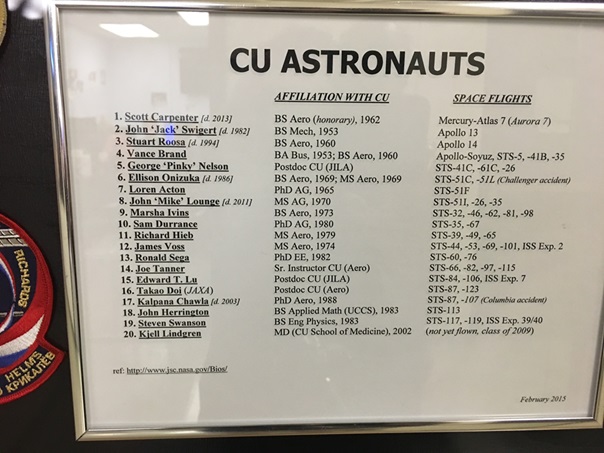 CU ASTRONAUTS
AFFILIATION WITH CU SPACE FLIGHTS
1. Scott Carpenter [d. 2013] BS Aero (honorary), 1962 Mercury-Atlas 7 (Aurora 7)
2. John 'Jack' Swigert [d. 1982] BS Mech, 1953 Apollo 13
3. Stuart Roosa [d. 1994] BS Aero, 1960 Apollo 14
4. Vance Brand BA Bus, 1953; BS Aero, 1960 Apollo-Soyuz, STS-5, -41B, -35
5. George 'Pinky' Nelson Postdoc CU (JILA) STS-41C, -61C, -26
6. Ellison Onizuka [d. 1986] BS Aero, 1969; MS Aero, 1969 STS-51C, -51L (Challenger accident)
7. Loren Acton PhD AG, 1965 STS-51F
8. John 'Mike' Lounge [d. 2011] MS AG, 1970 STS-51I, -26, -35
9. Marsha Ivins BS Aero, 1973 STS-32, -46, -62, -81, -98
10. Sam Durrance PhD AG, 1980 STS-35, -67
11. Richard Hieb MS Aero, 1979 STS-39, -49, -65
12. James Voss MS Aero, 1974 STS-44, -53, -69, -101, ISS Exp. 2
13. Ronald Sega PhD EE, 1982 STS-60, -76
14. Joe Tanner Sr. Instructor CU (Aero) STS-66, -82, -97, -115
15. Edward T. Lu Postdoc CU (JILA) STS-84, -106, ISS Exp. 7
16. Takao Doi (JAXA) Postdoc CU (Aero) STS-87, -123
17. Kalpana Chawla [d. 2003] PhD Aero, 1988 STS-87, -107 (Columbia accident)
18. John Herrington BS Applied Math (UCCS), 1983 STS-113
19. Steven Swanson BS Eng Physics, 1983 STS-117, -119, ISS Exp. 39/40
20. Kjell Lindgren MD (CU School of Medicine), 2002 (not yet flown, class of 2009)
ref: http://www.jsc.nasa.gov/Bios/
February 2015
RICHARDS
HELMS
КРИКАЛЁВ